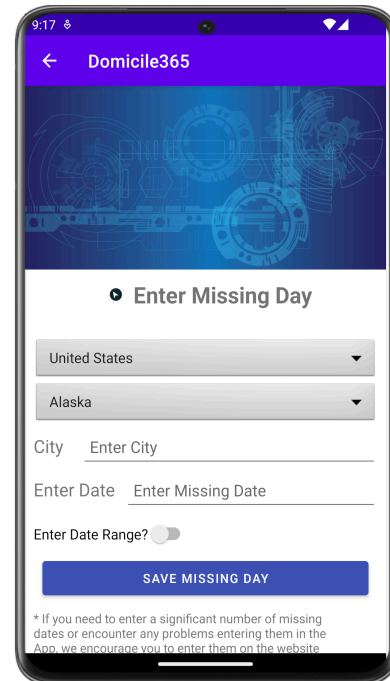 9:17
Domicile365
Enter Missing Day
United States
Alaska
City Enter City
Enter Date Enter Missing Date
Enter Date Range?
SAVE MISSING DAY
* If you need to enter a significant number of missing
dates or encounter any problems entering them in the
App, we encourage you to enter them on the website